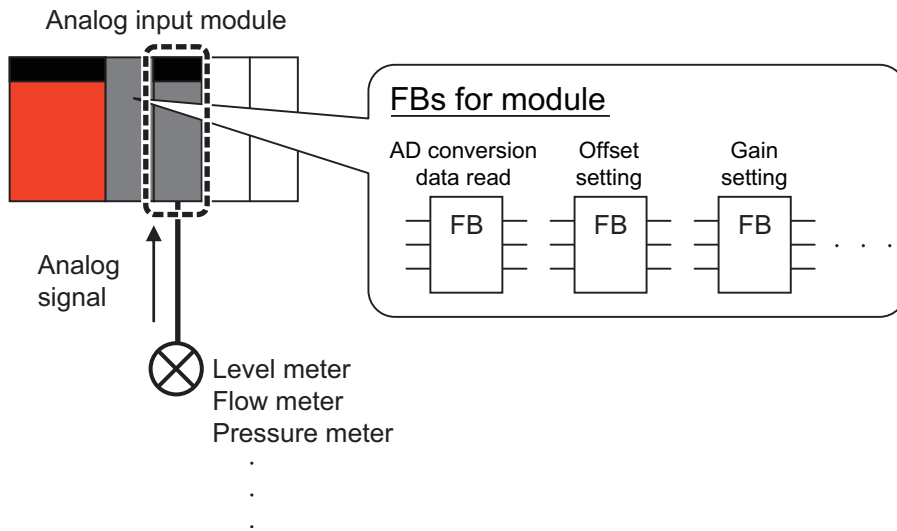 Analog input module
FBs for module
AD conversion
data read
Offset
setting
Gain
setting
FB
FB
FB
. . .
Analog
signal
Level meter
Flow meter
Pressure meter
.
.
.